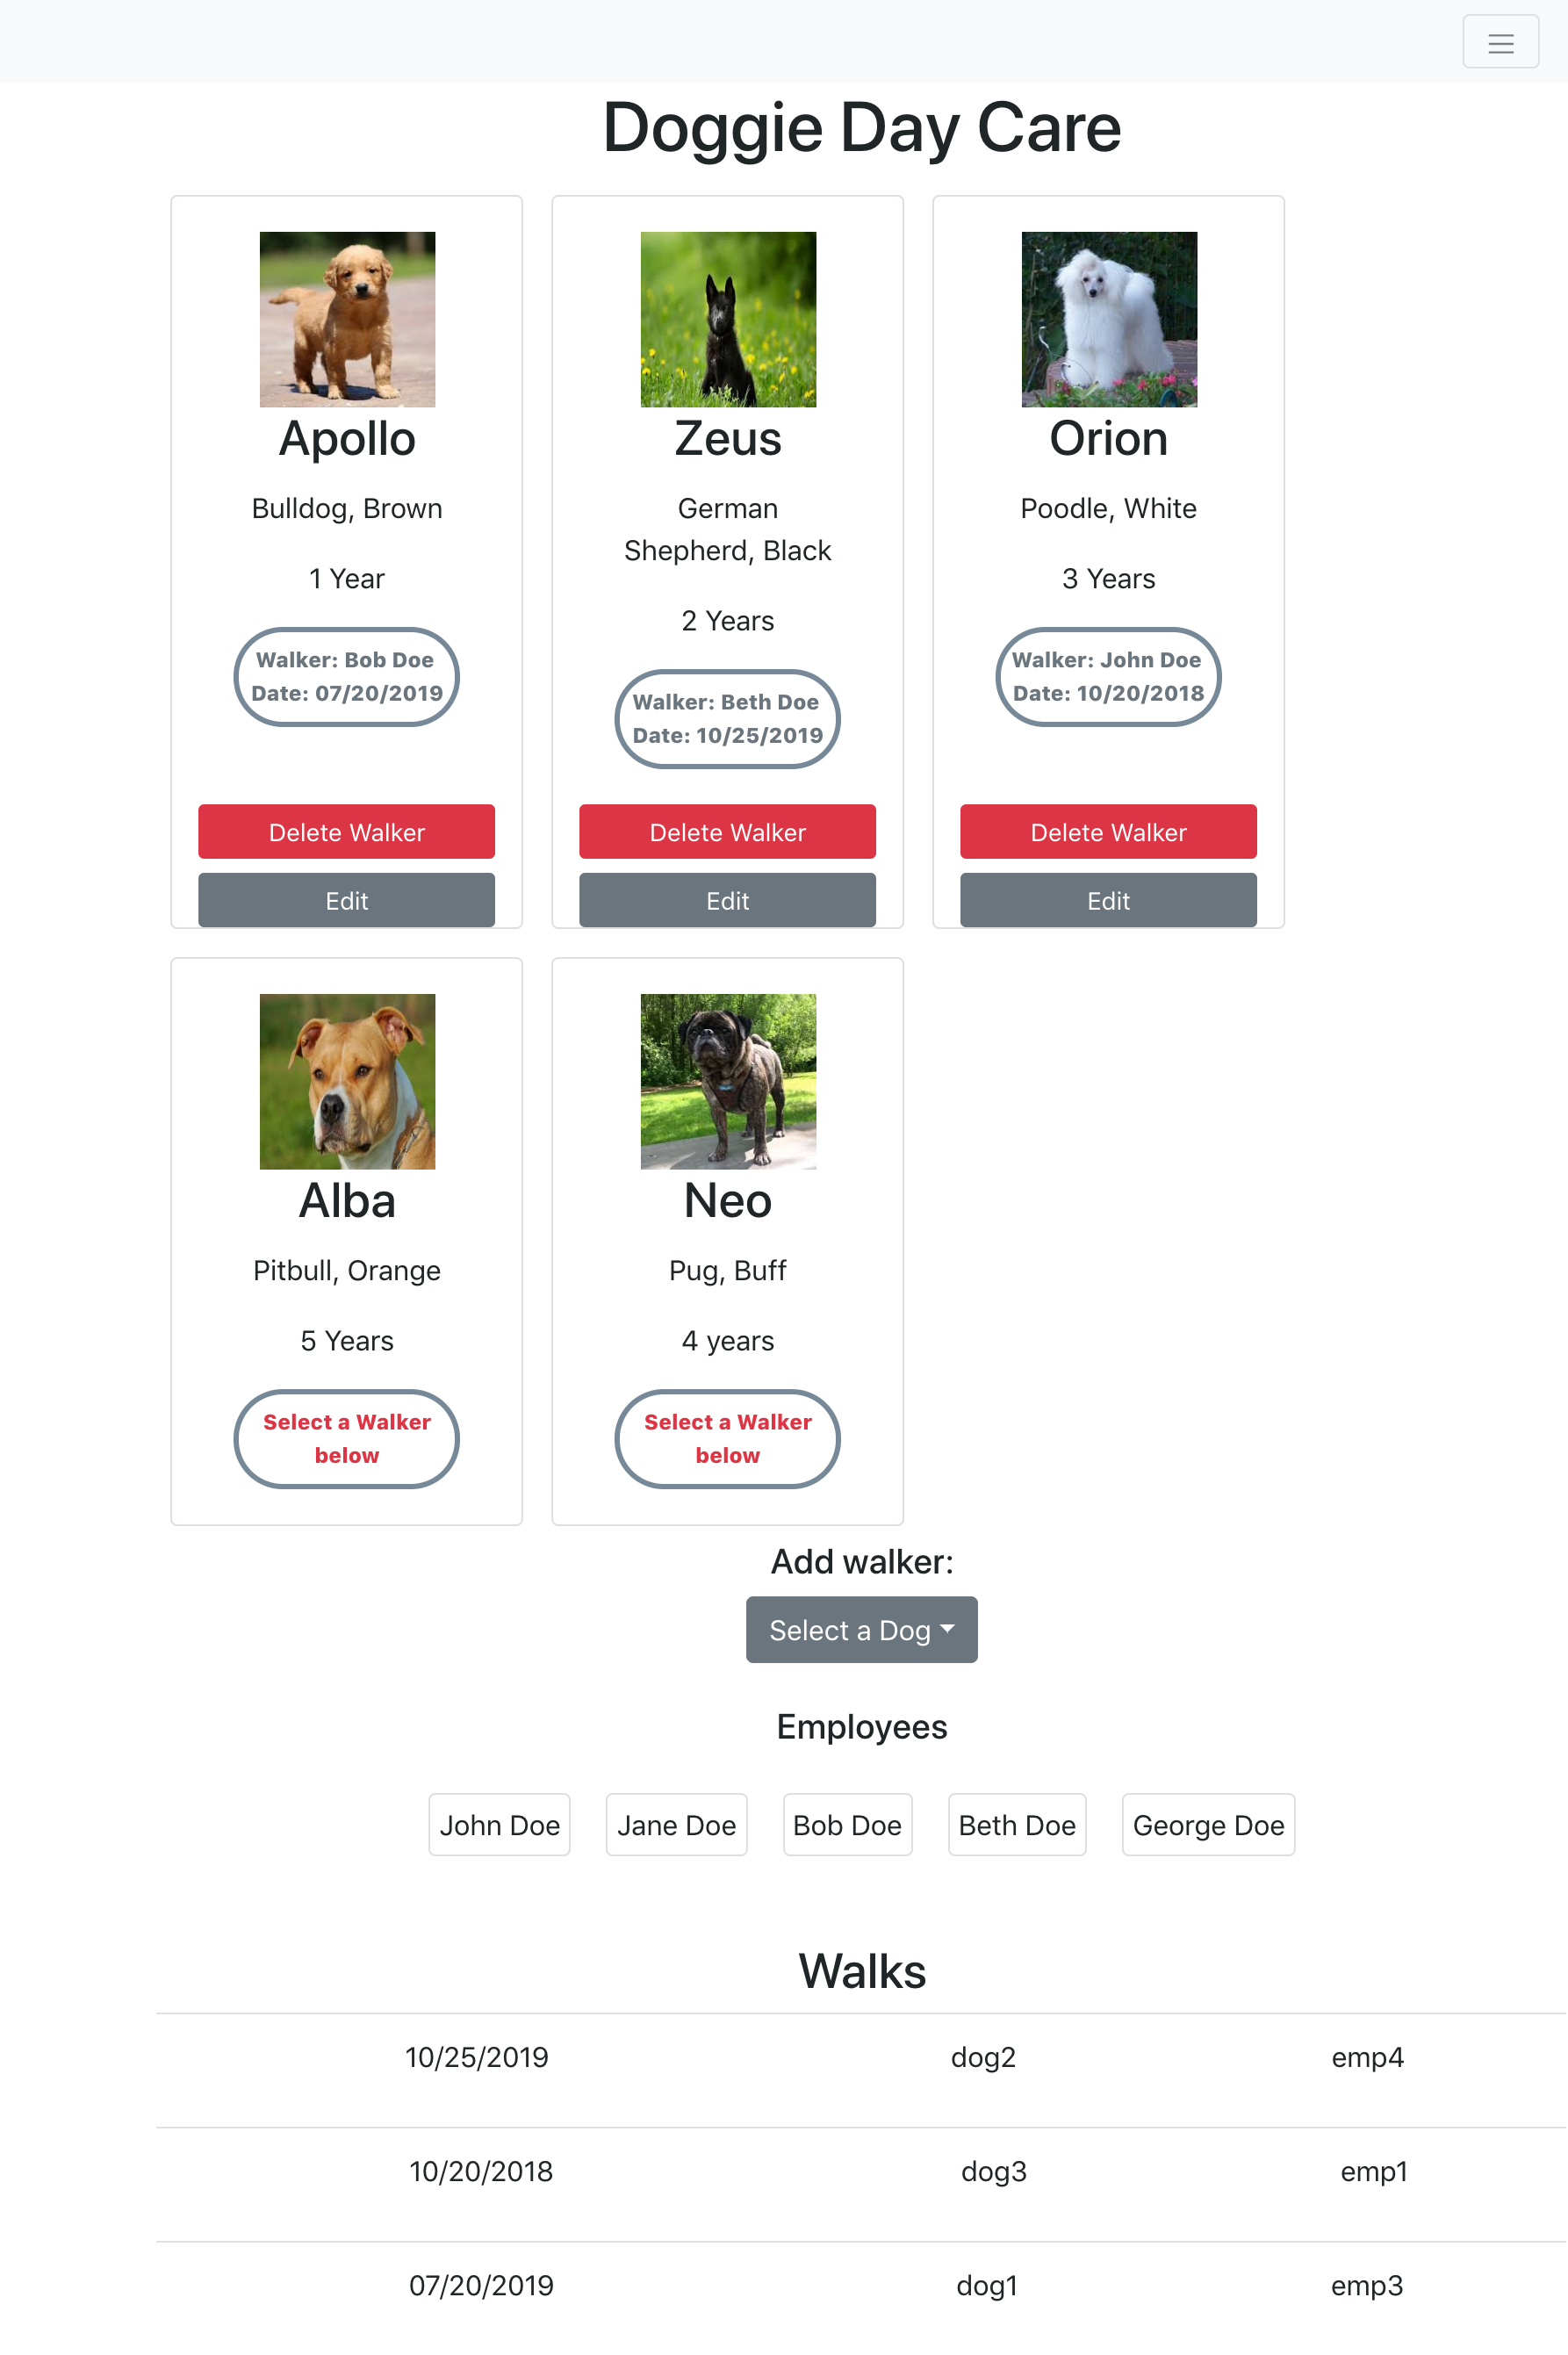 Doggie Day Care
Apollo
Bulldog, Brown
1 Year
Walker: Bob Doe
Date: 07/20/2019
Delete Walker
Edit
Zeus
German
Shepherd, Black
2 Years
Walker: Beth Doe
Date: 10/25/2019
Delete Walker
Edit
Orion
Poodle, White
3 Years
Walker: John Doe
Date: 10/20/2018
Delete Walker
Edit
Alba
Pitbull, Orange
5 Years
Select a Walker
below
Neo
Pug, Buff
4 years
Select a Walker
below
Add walker:
Select a Dog
Employees
John Doe Jane Doe Bob Doe Beth Doe George Doe
Walks
10/25/2019 dog2 emp4
10/20/2018 dog3 emp1
07/20/2019 dog1 emp3